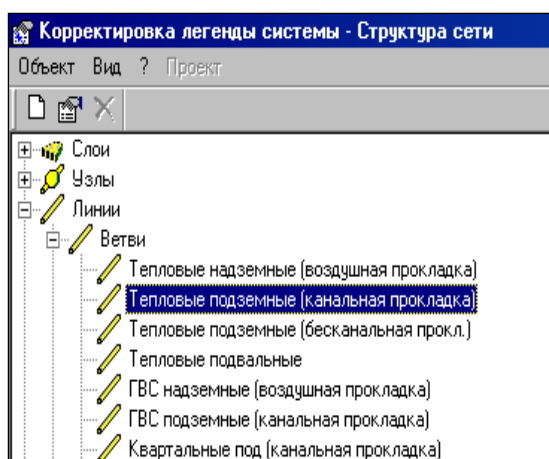 Корректировка легенды системы - Структура сети
Объект Вид ? Проект
Слои
Узлы
Линии
Ветви
Тепловые надземные (воздушная прокладка)
Тепловые подземные (канальная прокладка)
Тепловые подземные (бесканальная прокл.)
Тепловые подвальные
ГВС надземные (воздушная прокладка)
ГВС подземные (канальная прокладка)
Квартальные под (канальная прокладка)